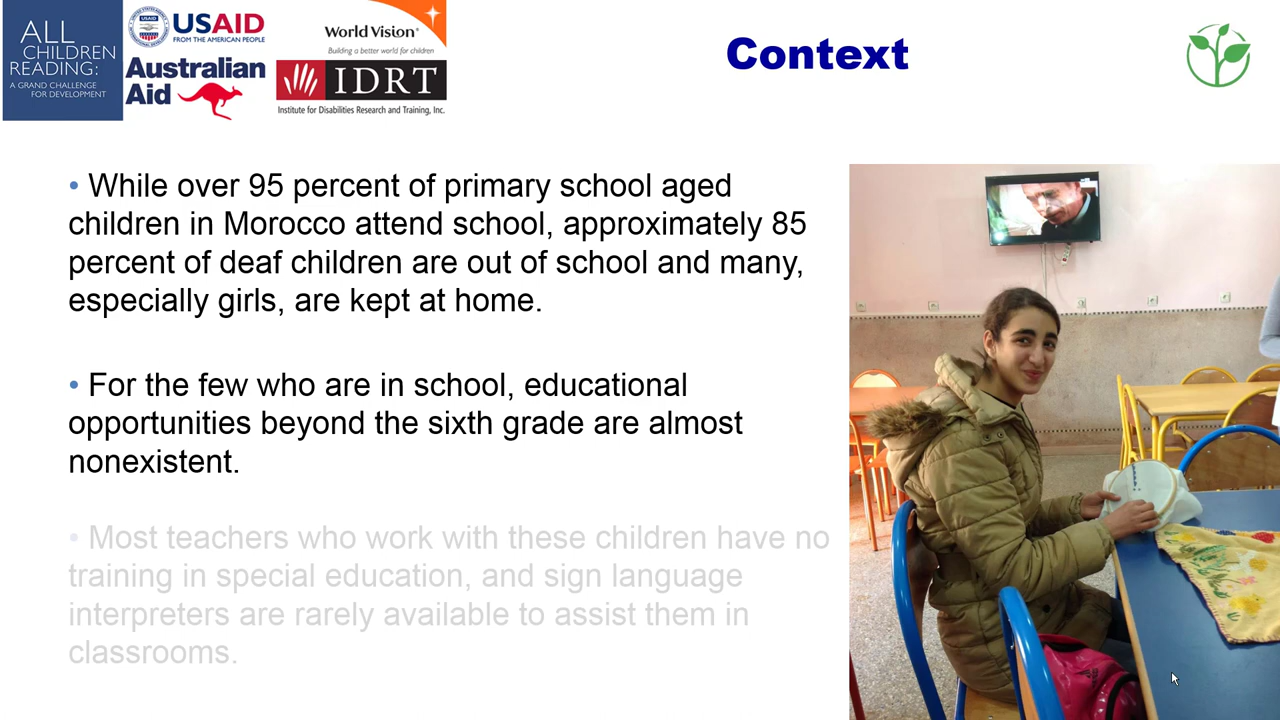 ALL
CHILDREN
READING:
A GRAND CHALLENGE
FOR DEVELOPMENT
USAID
FROM THE AMERICAN PEOPLE
Australian
Aid
World Vision
Building a better world for children
IDRT
Institute for Disabilities Research and Training, Inc.
Context
• While over 95 percent of primary school aged
children in Morocco attend school, approximately 85
percent of deaf children are out of school and many,
especially girls, are kept at home.
• For the few who are in school, educational
opportunities beyond the sixth grade are almost
nonexistent.
• Most teachers who work with these children have no
training in special education, and sign language
interpreters are rarely available to assist them in
classrooms.